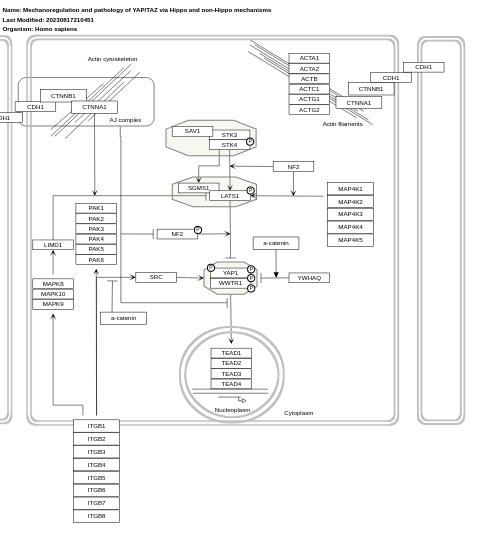 Name: Mechanoregulation and pathology of YAP/TAZ via Hippo and non-Hippo mechanisms
Last Modified: 20230817210451
Organism: Homo sapiens
Actin cytoskeleton
CTNNB1
CDH1
CTNNA1
AJ complex
DH1
ACTA1
ACTA2
ACTB
ACTC1
ACTG1
ACTG2
Actin filaments
CDH1
CDH1
CTNNB1
CTNNA1
SAV1
STK3
STK4
P
NF2
SGMS1
LATS1
P
MAP4K1
MAP4K2
MAP4K3
MAP4K4
MAP4K5
PAK1
PAK2
PAK3
PAK4
PAK5
PAK6
NF2
P
a-catenin
LIMD1
MAPK8
MAPK10
MAPK9
SRC
a-catenin
P
YAP1
P
P
WWTR1
P
YWHAQ
TEAD1
TEAD2
TEAD3
TEAD4
Nucleoplasm
Cytoplasm
ITGB1
ITGB2
ITGB3
ITGB4
ITGB5
ITGB6
ITGB7
ITGB8